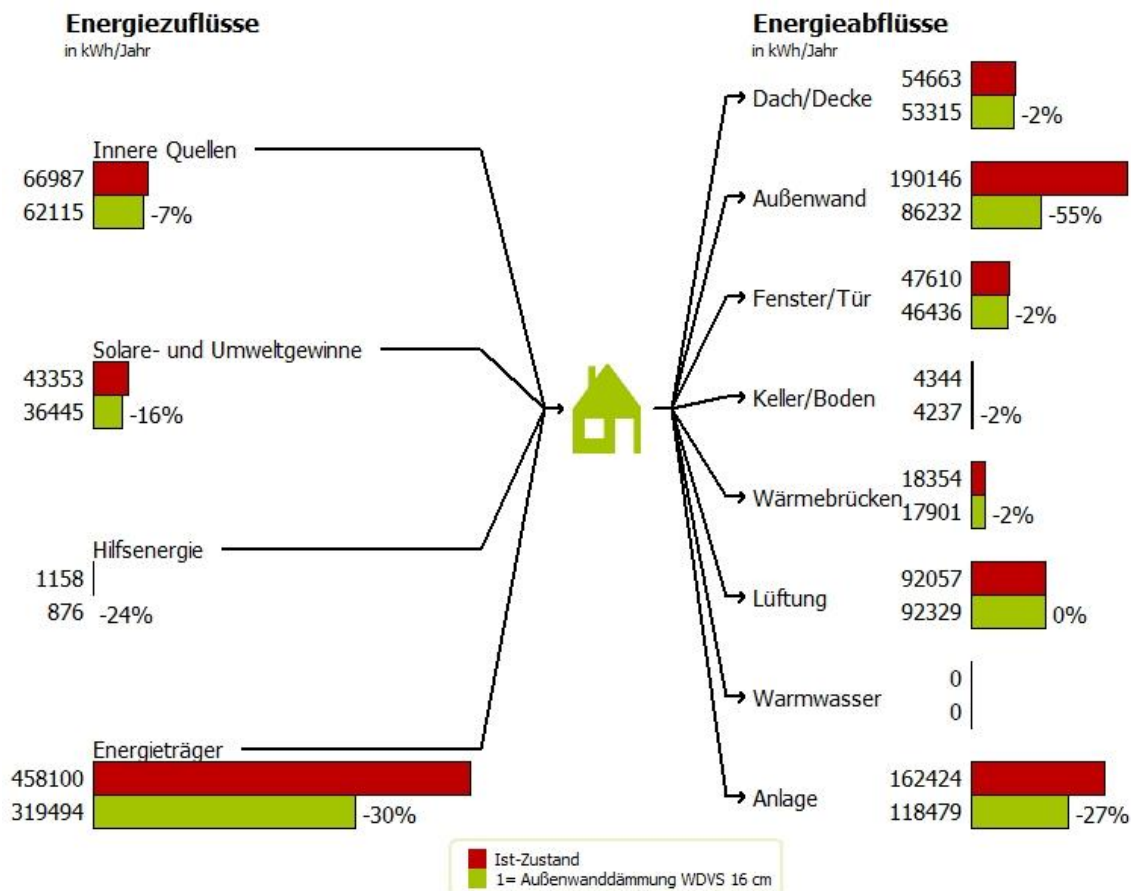 Energiezuflüsse
in kWh/Jahr
Innere Quellen
66987
62115 -7%
Solare- und Umweltgewinne
43353
36445 -16%
Hilfsenergie
1158
876 -24%
Energieträger
458100
319494 -30%
Energieabflüsse
in kWh/Jahr
Dach/Decke
54663
53315 -2%
Außenwand
190146
86232 -55%
Fenster/Tür
47610
46436 -2%
Keller/Boden
4344
4237 -2%
Wärmebrücken
18354
17901 -2%
Lüftung
92057
92329 0%
Warmwasser
0
0
Anlage
162424
118479 -27%
Ist-Zustand
1= Außenwanddämmung WDVS 16 cm